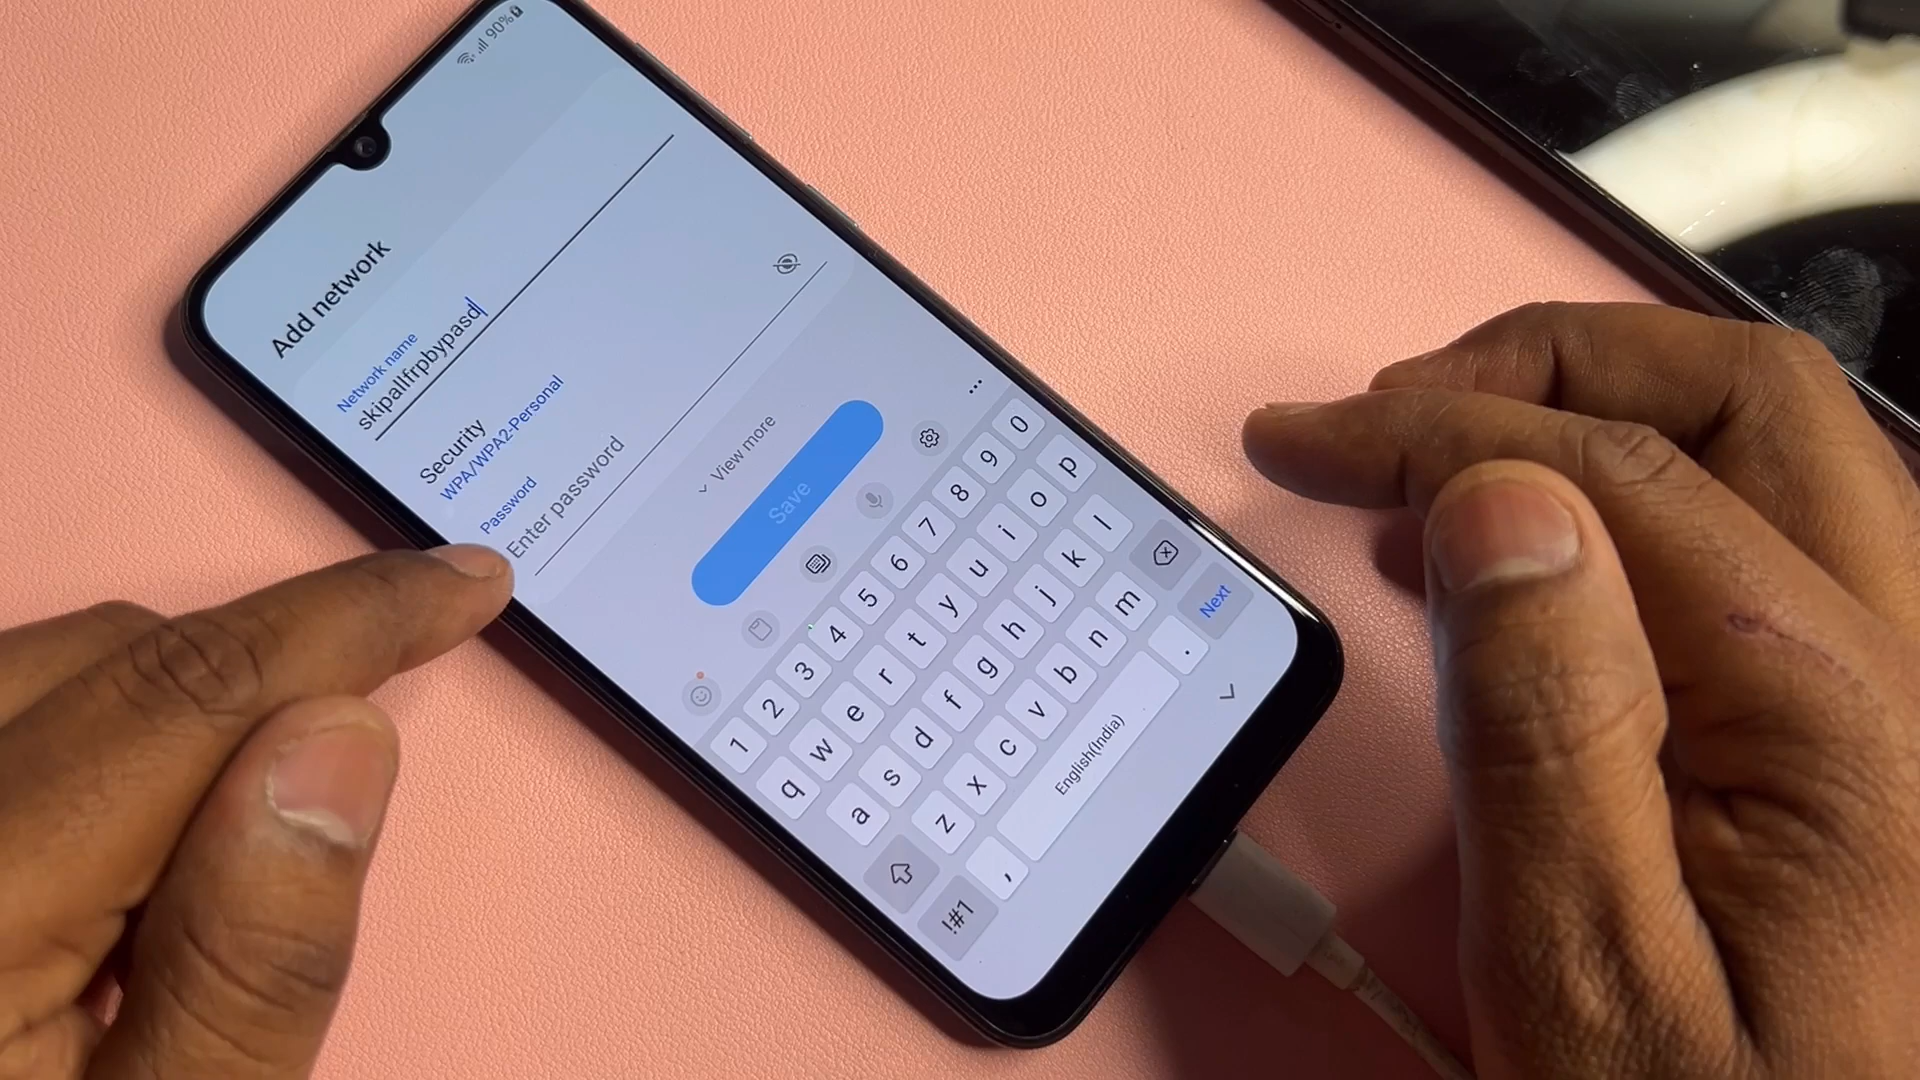 90%
Add network
Network name
skipallfrpbypasd
Security
WPA/WPA2-Personal
Password
Enter password
View more
Save
1 2 3 4 5 6 7 8 9 0
q w e r t y u i o p
a s d f g h j k l
z x c v b n m
!#1 , English(India) . Next